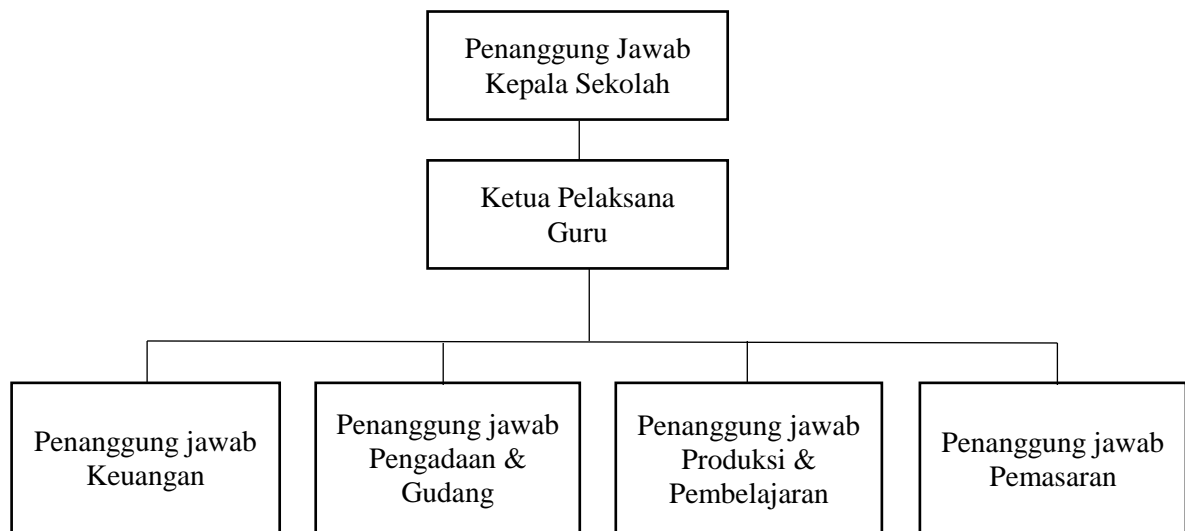 Penanggung Jawab
Kepala Sekolah
Ketua Pelaksana
Guru
Penanggung jawab
Keuangan
Penanggung jawab
Pengadaan &
Gudang
Penanggung jawab
Produksi &
Pembelajaran
Penanggung jawab
Pemasaran